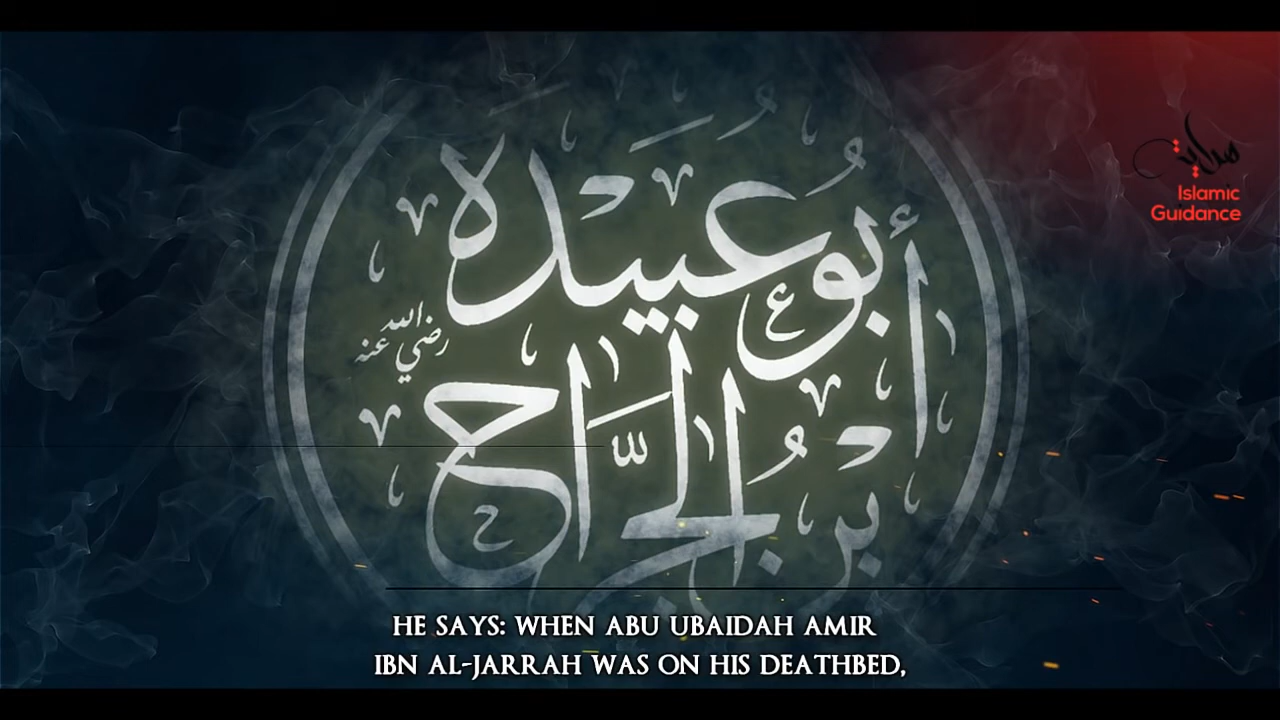 أبو عبيده
بن الجراح
رضي الله عنه
هداية
Islamic
Guidance
HE SAYS: WHEN ABU UBAIDAH AMIR
IBN AL-JARRAH WAS ON HIS DEATHBED,